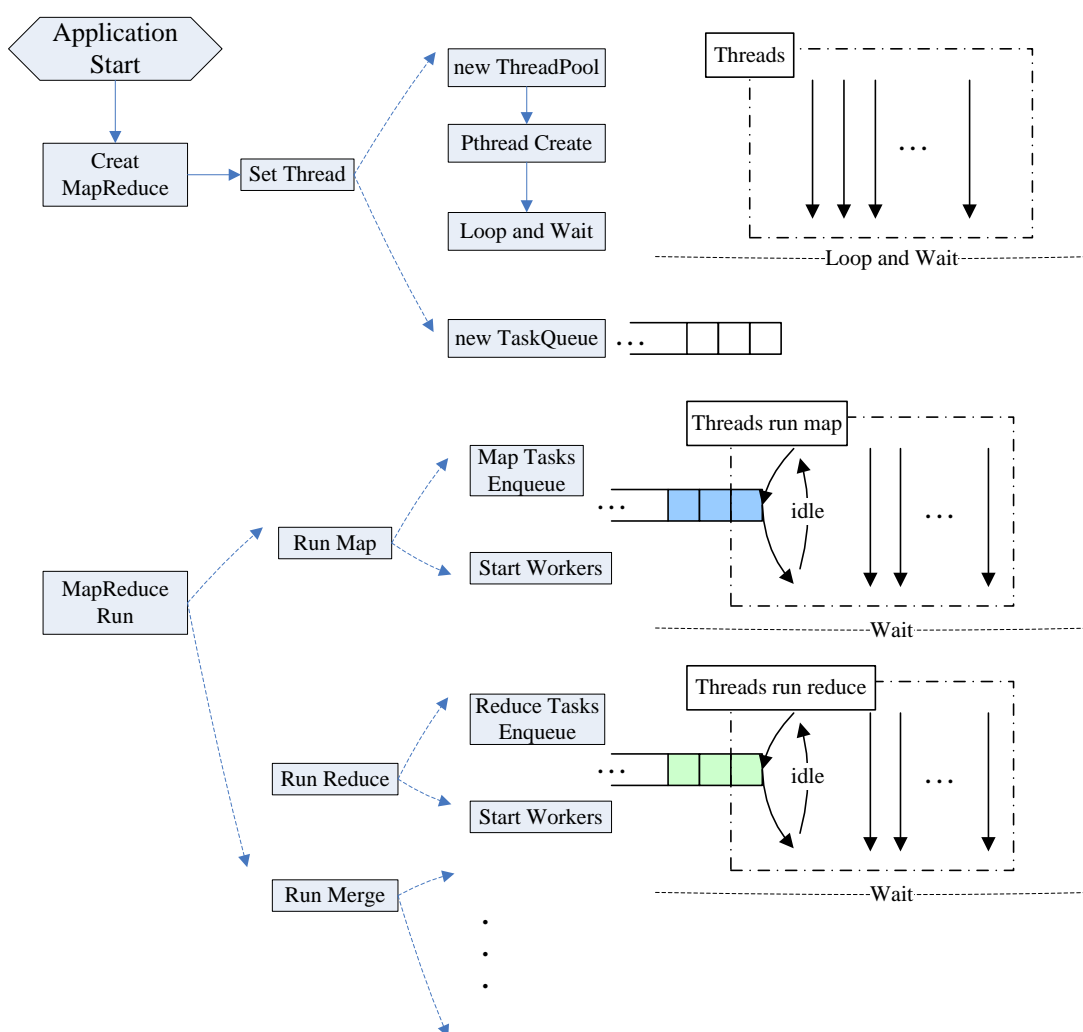 Application
Start
new ThreadPool
Threads
Pthread Create
Creat
MapReduce
Set Thread
...
Loop and Wait
Loop and Wait
new TaskQueue
...
Threads run map
Map Tasks
Enqueue
...
idle
...
Run Map
Start Workers
MapReduce
Run
Wait
Threads run reduce
Reduce Tasks
Enqueue
...
idle
...
Run Reduce
Start Workers
Run Merge
Wait